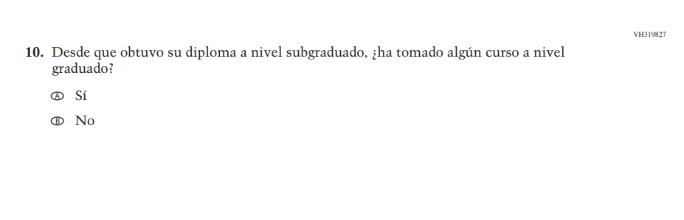 VH319827
10. Desde que obtuvo su diploma a nivel subgraduado, ¿ha tomado algún curso a nivel
graduado?
A Sí
B No